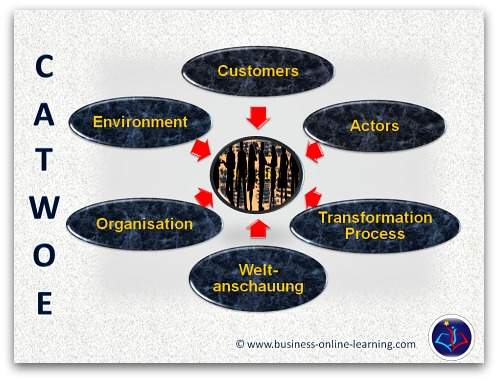 C
A
T
W
O
E
Customers
Environment
Actors
Organisation
Transformation
Process
Welt-
anschauung
© www.business-online-learning.com